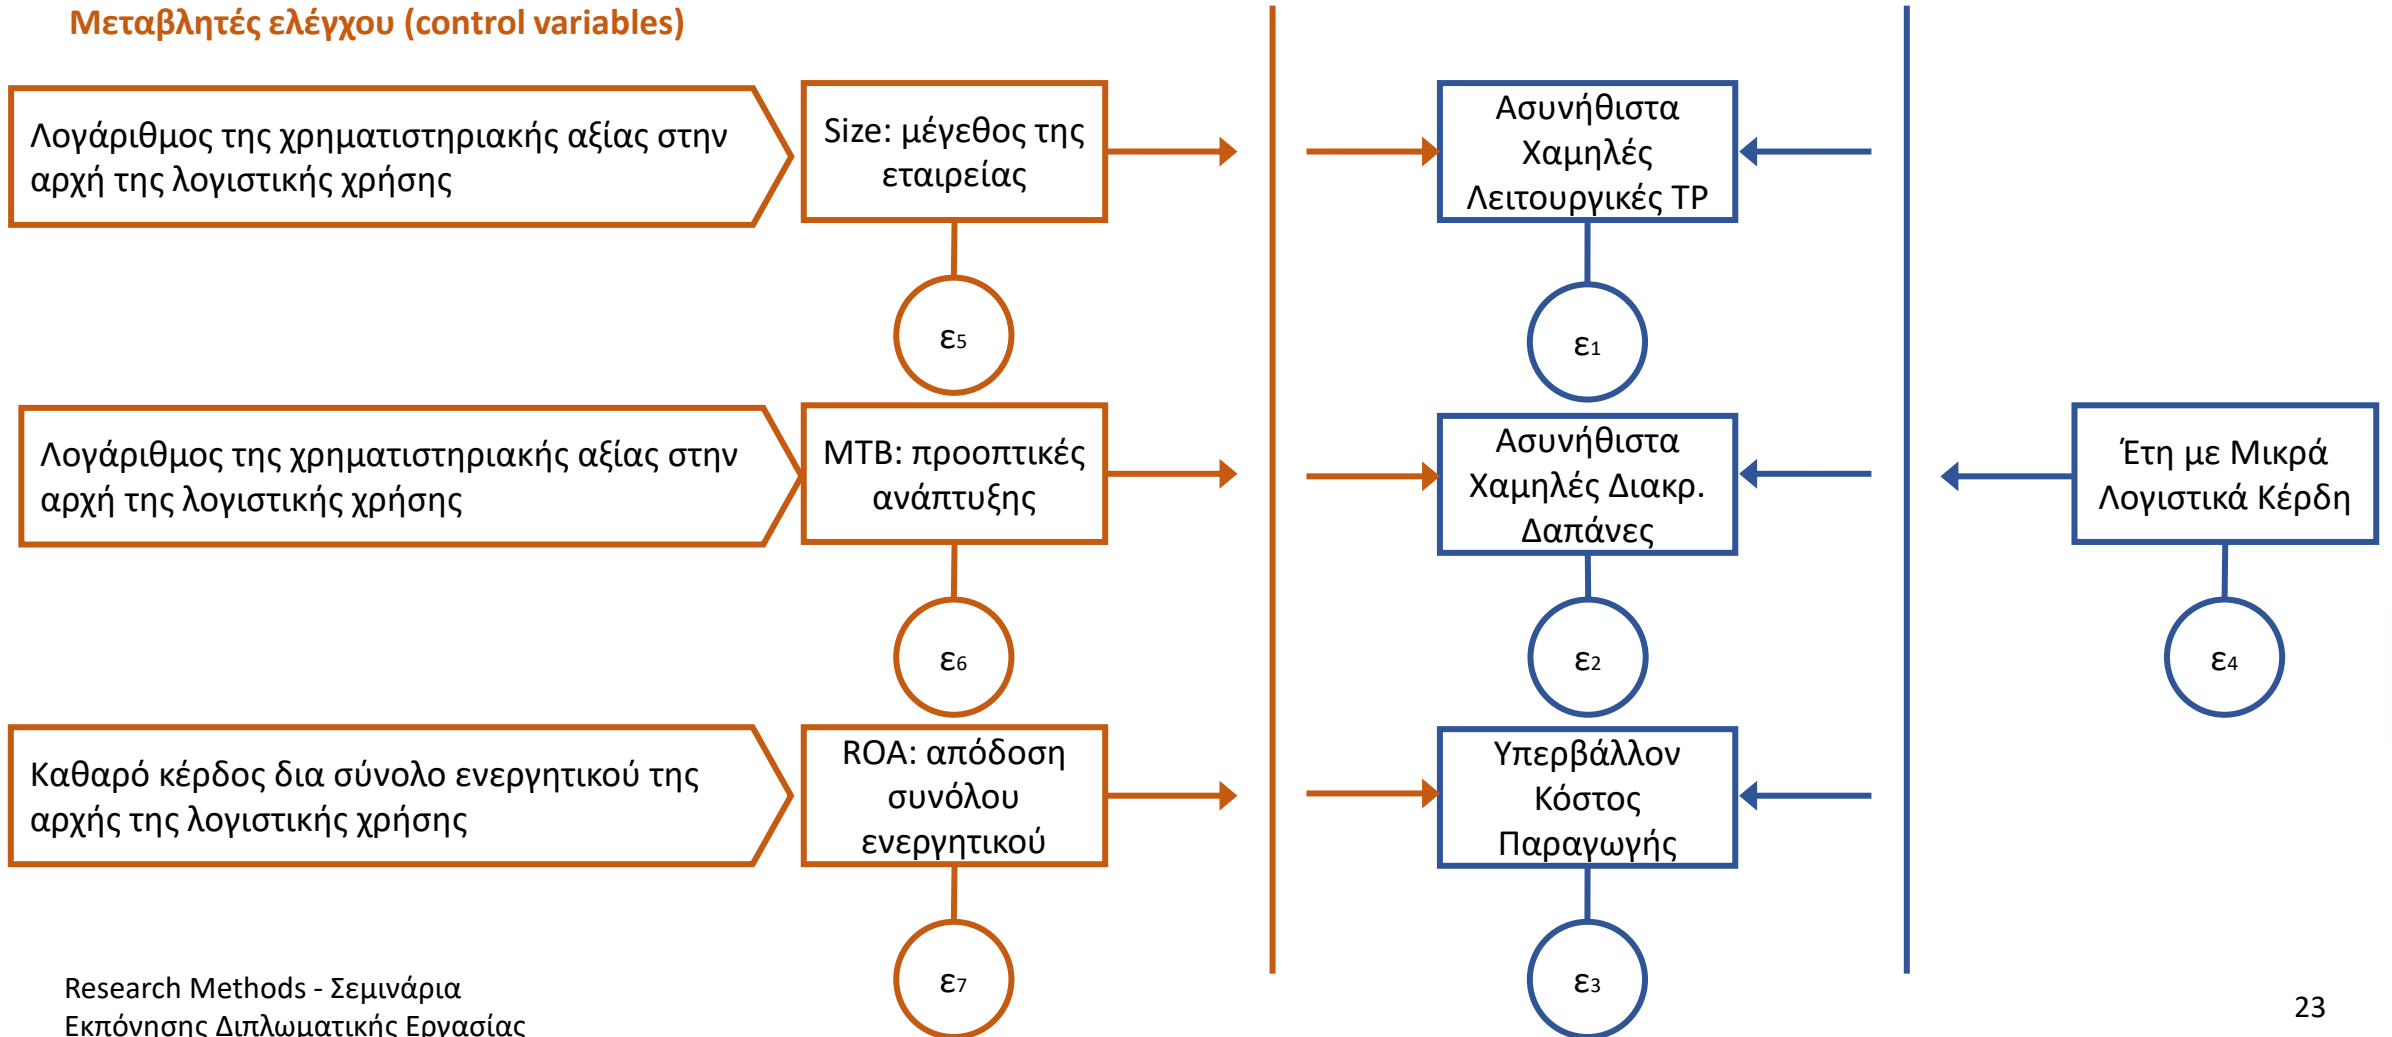 Μεταβλητές ελέγχου (control variables)
Λογάριθμος της χρηματιστηριακής αξίας στην
αρχή της λογιστικής χρήσης
Size: μέγεθος της
εταιρείας
Ασυνήθιστα
Χαμηλές
Λειτουργικές ΤΡ
ε5
ε1
Λογάριθμος της χρηματιστηριακής αξίας στην
αρχή της λογιστικής χρήσης
MTB: προοπτικές
ανάπτυξης
Ασυνήθιστα
Χαμηλές Διακρ.
Δαπάνες
Έτη με Μικρά
Λογιστικά Κέρδη
ε6
ε2
ε4
Καθαρό κέρδος δια σύνολο ενεργητικού της
αρχής της λογιστικής χρήσης
ROA: απόδοση
συνόλου
ενεργητικού
Υπερβάλλον
Κόστος
Παραγωγής
ε7
ε3
Research Methods - Σεμινάρια
Εκπόνησης Διπλωματικής Εργασίας
23